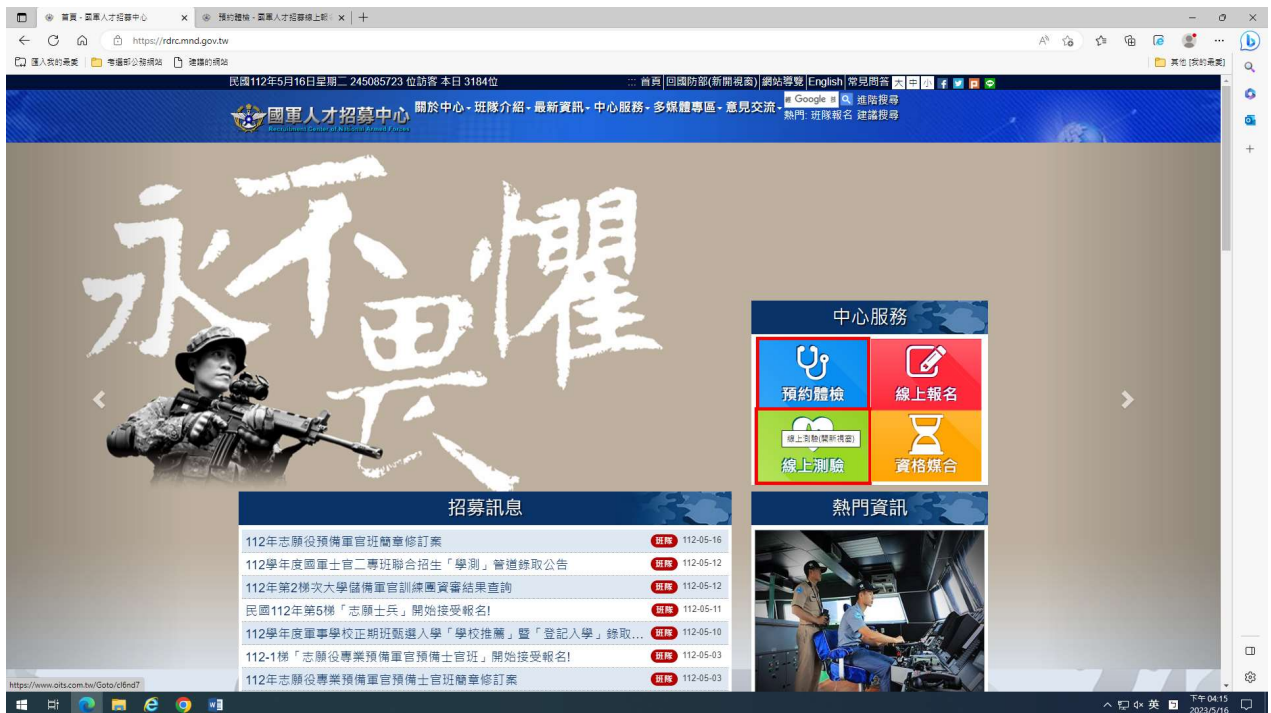 首頁 - 國軍人才招募中心
預約體檢 - 國軍人才招募線上報
https://rdrc.mnd.gov.tw
匯入我的最愛
考選部公務網站
建議的網站
其他 [我的最愛]
民國112年5月16日星期二 245085723 位訪客 本日 3184位
::: 首頁 | 回國防部(新開視窗) | 網站導覽 | English | 常見問答 大 中 小
國軍人才招募中心
Recruitment Center of National Armed Forces
關於中心 班隊介紹 最新資訊 中心服務 多媒體專區 意見交流
Google 進階搜尋
熱門: 班隊報名 建議搜尋
永不畏懼
中心服務
預約體檢
線上報名
線上測驗(開新視窗)
線上測驗
資格媒合
招募訊息
112年志願役預備軍官班簡章修訂案 班隊 112-05-16
112學年度國軍士官二專班聯合招生「學測」管道錄取公告 班隊 112-05-12
112年第2梯次大學儲備軍官訓練團資審結果查詢 班隊 112-05-12
民國112年第5梯「志願士兵」開始接受報名! 班隊 112-05-11
112學年度軍事學校正期班甄選入學「學校推薦」暨「登記入學」錄取... 班隊 112-05-10
112-1梯「志願役專業預備軍官預備士官班」開始接受報名! 班隊 112-05-03
112年志願役專業預備軍官預備士官班簡章修訂案 班隊 112-05-03
熱門資訊
https://www.oits.com.tw/Goto/cl6nd7
英
下午 04:15
2023/5/16